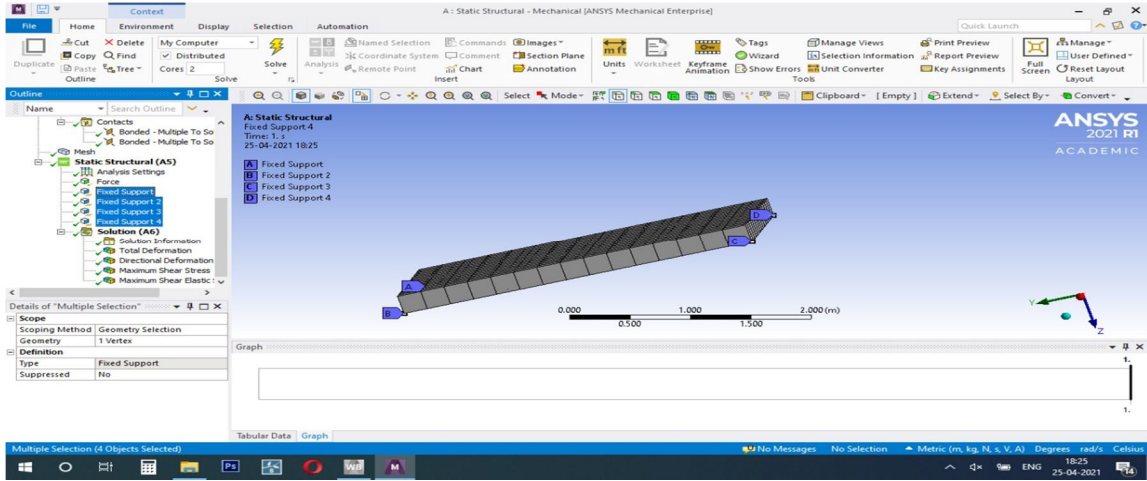 Context
A : Static Structural - Mechanical [ANSYS Mechanical Enterprise]
File Home Environment Display Selection Automation Quick Launch
Duplicate Cut Copy Paste Delete Find Tree Outline
My Computer Distributed Cores 2 Solve Solve
Analysis Named Selection Coordinate System Remote Point Commands Comment Chart Images Section Plane Annotation Insert
Units Worksheet Keyframe Animation Tags Wizard Show Errors Manage Views Selection Information Unit Converter Print Preview Report Preview Key Assignments Tools
Full Screen Manage User Defined Reset Layout Layout
Outline
Name Search Outline
Select Mode Clipboard [ Empty ] Extend Select By Convert
Contacts
Bonded - Multiple To So
Bonded - Multiple To So
Mesh
Static Structural (A5)
Analysis Settings
Force
Fixed Support
Fixed Support 2
Fixed Support 3
Fixed Support 4
Solution (A6)
Solution Information
Total Deformation
Directional Deformation
Maximum Shear Stress
Maximum Shear Elastic
Details of "Multiple Selection"
Scope
Scoping Method Geometry Selection
Geometry 1 Vertex
Definition
Type Fixed Support
Suppressed No
A: Static Structural
Fixed Support 4
Time: 1. s
25-04-2021 18:25
A Fixed Support
B Fixed Support 2
C Fixed Support 3
D Fixed Support 4
ANSYS
2021 R1
ACADEMIC
D
C
A
B
0.000 1.000 2.000 (m)
0.500 1.500
Y
Z
Graph
1.
1.
Tabular Data Graph
Multiple Selection (4 Objects Selected) No Messages No Selection Metric (m, kg, N, s, V, A) Degrees rad/s Celsius
Ps WB M ENG 18:25
25-04-2021 14